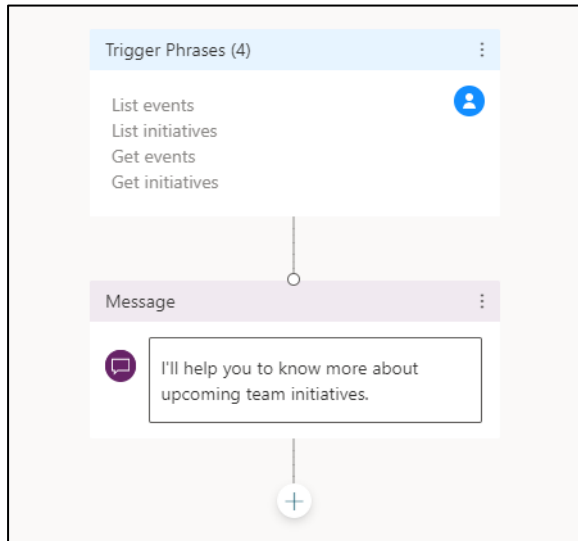 Trigger Phrases (4)
List events
List initiatives
Get events
Get initiatives
Message
I'll help you to know more about
upcoming team initiatives.